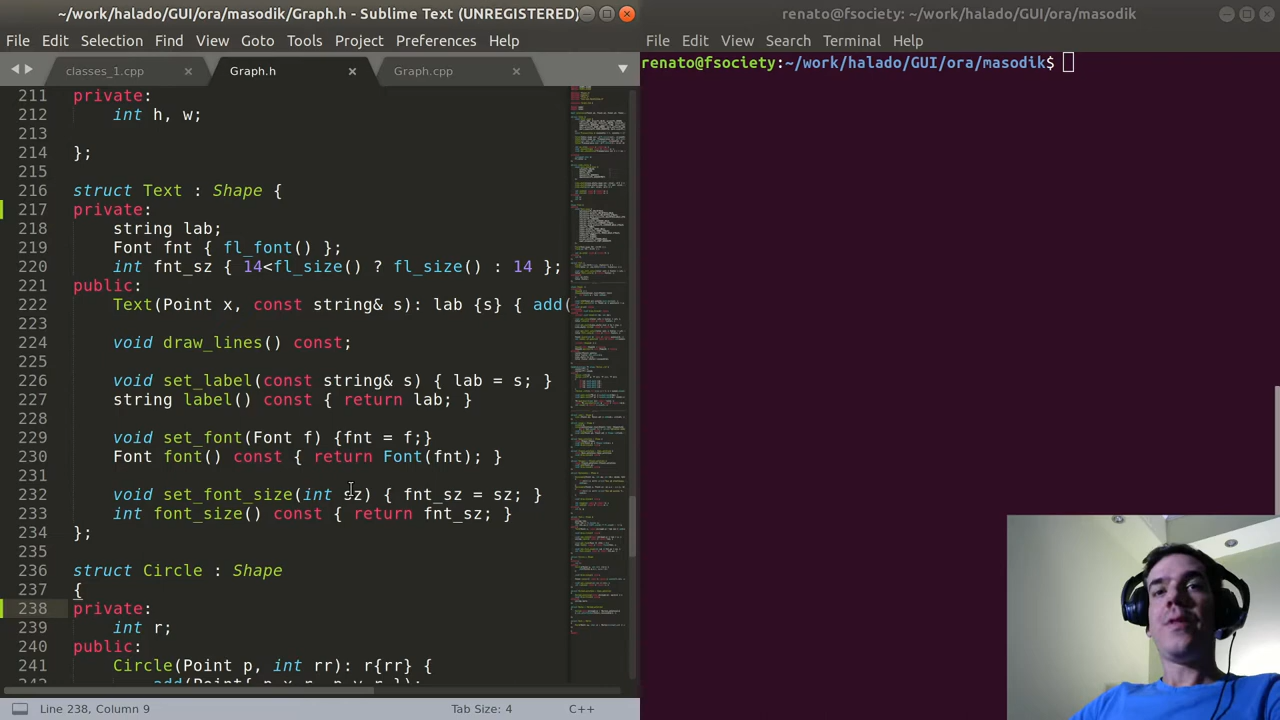 ~/work/halado/GUI/ora/masodik/Graph.h - Sublime Text (UNREGISTERED)
File Edit Selection Find View Goto Tools Project Preferences Help
classes_1.cpp Graph.h Graph.cpp
211 private:
212 int h, w;
213
214 };
215
216 struct Text : Shape {
217 private:
218 string lab;
219 Font fnt { fl_font() };
220 int fnt_sz { 14<fl_size() ? fl_size() : 14 };
221 public:
222 Text(Point x, const string& s): lab {s} { add(
223
224 void draw_lines() const;
225
226 void set_label(const string& s) { lab = s; }
227 string label() const { return lab; }
228
229 void set_font(Font f) {fnt = f;}
230 Font font() const { return Font(fnt); }
231
232 void set_font_size(int sz) { fnt_sz = sz; }
233 int font_size() const { return fnt_sz; }
234 };
235
236 struct Circle : Shape
237 {
238 private:
239 int r;
240 public:
241 Circle(Point p, int rr): r{rr} {
Line 238, Column 9 Tab Size: 4 C++
renato@fsociety: ~/work/halado/GUI/ora/masodik
File Edit View Search Terminal Help
renato@fsociety:~/work/halado/GUI/ora/masodik$